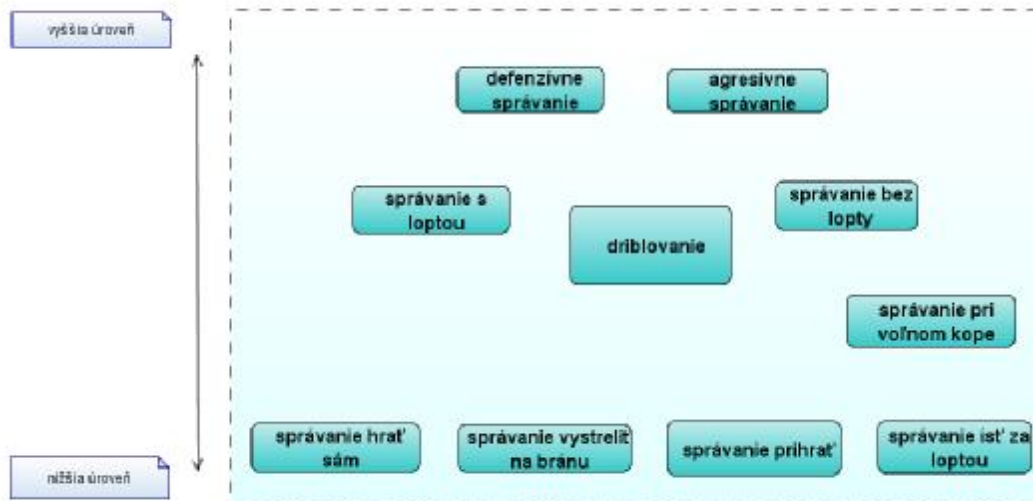 vyššia úroveň
defenzívne
správanie
agresívne
správanie
správanie s
loptou
driblovanie
správanie bez
lopty
správanie pri
voľnom kope
správanie hrať
sám
správanie vystreliť
na bránu
správanie prihrať
správanie ísť za
loptou
nižšia úroveň